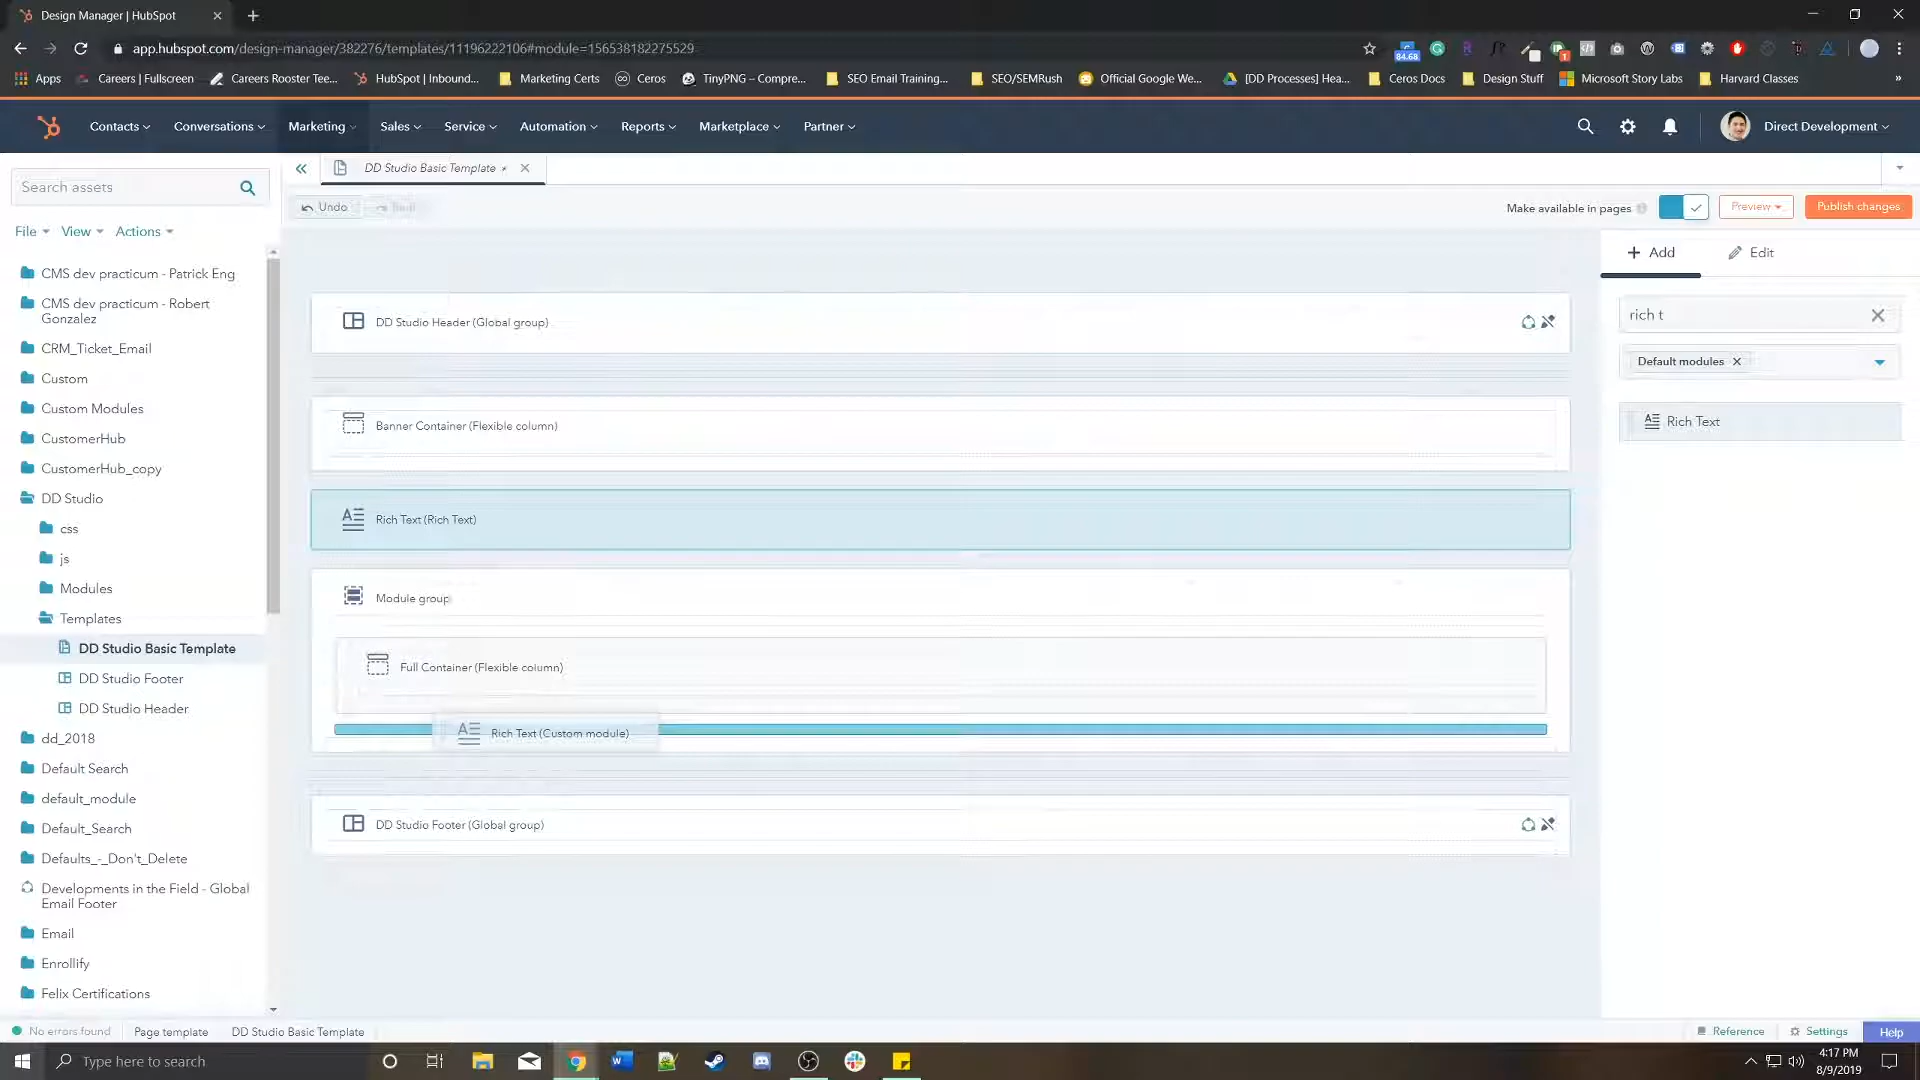 Design Manager | HubSpot
app.hubspot.com/design-manager/382276/templates/11196222106#module=156538182275529
84.68
Apps
Careers | Fullscreen
Careers Rooster Tee...
HubSpot | Inbound...
Marketing Certs
Ceros
TinyPNG – Compre...
SEO Email Training...
SEO/SEMRush
Official Google We...
[DD Processes] Hea...
Ceros Docs
Design Stuff
Microsoft Story Labs
Harvard Classes
»
Contacts
Conversations
Marketing
Sales
Service
Automation
Reports
Marketplace
Partner
Direct Development
Search assets
DD Studio Basic Template
Undo
Make available in pages
Preview
Publish changes
File
View
Actions
Add
Edit
CMS dev practicum - Patrick Eng
CMS dev practicum - Robert
Gonzalez
CRM_Ticket_Email
Custom
Custom Modules
CustomerHub
CustomerHub_copy
DD Studio
css
js
Modules
Templates
DD Studio Basic Template
DD Studio Footer
DD Studio Header
dd_2018
Default Search
default_module
Default_Search
Defaults_-_Don't_Delete
Developments in the Field - Global
Email Footer
Email
Enrollify
Felix Certifications
DD Studio Header (Global group)
Banner Container (Flexible column)
Rich Text (Rich Text)
Module group
Full Container (Flexible column)
Rich Text (Custom module)
DD Studio Footer (Global group)
rich t
Default modules
Rich Text
No errors found
Page template
DD Studio Basic Template
Reference
Settings
Help
Type here to search
4:17 PM
8/9/2019